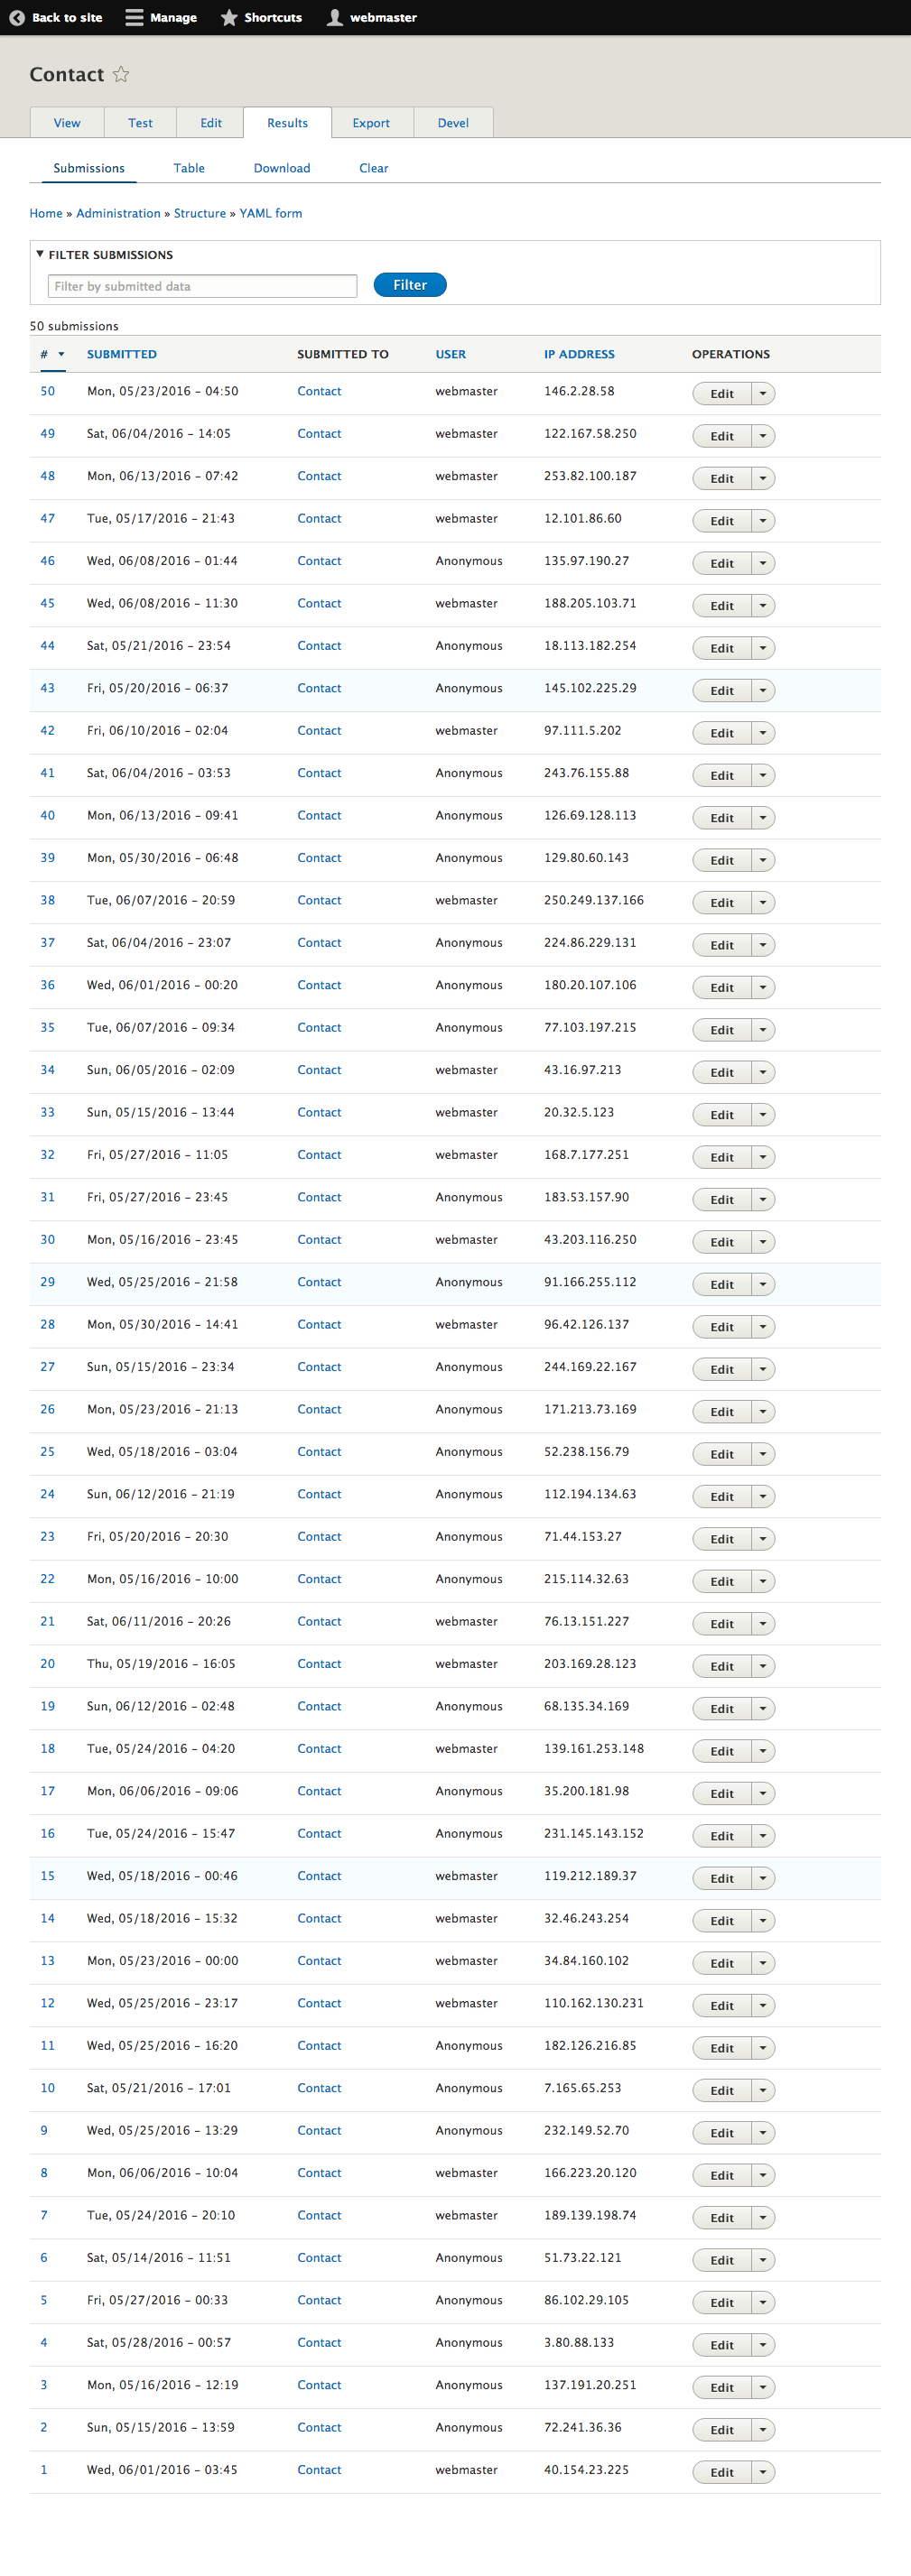 Back to site Manage Shortcuts webmaster
Contact
View Test Edit Results Export Devel
Submissions Table Download Clear
Home » Administration » Structure » YAML form
FILTER SUBMISSIONS
Filter by submitted data Filter
50 submissions
# SUBMITTED SUBMITTED TO USER IP ADDRESS OPERATIONS
50 Mon, 05/23/2016 - 04:50 Contact webmaster 146.2.28.58 Edit
49 Sat, 06/04/2016 - 14:05 Contact webmaster 122.167.58.250 Edit
48 Mon, 06/13/2016 - 07:42 Contact webmaster 253.82.100.187 Edit
47 Tue, 05/17/2016 - 21:43 Contact webmaster 12.101.86.60 Edit
46 Wed, 06/08/2016 - 01:44 Contact Anonymous 135.97.190.27 Edit
45 Wed, 06/08/2016 - 11:30 Contact webmaster 188.205.103.71 Edit
44 Sat, 05/21/2016 - 23:54 Contact Anonymous 18.113.182.254 Edit
43 Fri, 05/20/2016 - 06:37 Contact Anonymous 145.102.225.29 Edit
42 Fri, 06/10/2016 - 02:04 Contact webmaster 97.111.5.202 Edit
41 Sat, 06/04/2016 - 03:53 Contact Anonymous 243.76.155.88 Edit
40 Mon, 06/13/2016 - 09:41 Contact Anonymous 126.69.128.113 Edit
39 Mon, 05/30/2016 - 06:48 Contact Anonymous 129.80.60.143 Edit
38 Tue, 06/07/2016 - 20:59 Contact webmaster 250.249.137.166 Edit
37 Sat, 06/04/2016 - 23:07 Contact Anonymous 224.86.229.131 Edit
36 Wed, 06/01/2016 - 00:20 Contact Anonymous 180.20.107.106 Edit
35 Tue, 06/07/2016 - 09:34 Contact Anonymous 77.103.197.215 Edit
34 Sun, 06/05/2016 - 02:09 Contact webmaster 43.16.97.213 Edit
33 Sun, 05/15/2016 - 13:44 Contact webmaster 20.32.5.123 Edit
32 Fri, 05/27/2016 - 11:05 Contact webmaster 168.7.177.251 Edit
31 Fri, 05/27/2016 - 23:45 Contact Anonymous 183.53.157.90 Edit
30 Mon, 05/16/2016 - 23:45 Contact webmaster 43.203.116.250 Edit
29 Wed, 05/25/2016 - 21:58 Contact Anonymous 91.166.255.112 Edit
28 Mon, 05/30/2016 - 14:41 Contact webmaster 96.42.126.137 Edit
27 Sun, 05/15/2016 - 23:34 Contact Anonymous 244.169.22.167 Edit
26 Mon, 05/23/2016 - 21:13 Contact Anonymous 171.213.73.169 Edit
25 Wed, 05/18/2016 - 03:04 Contact Anonymous 52.238.156.79 Edit
24 Sun, 06/12/2016 - 21:19 Contact Anonymous 112.194.134.63 Edit
23 Fri, 05/20/2016 - 20:30 Contact Anonymous 71.44.153.27 Edit
22 Mon, 05/16/2016 - 10:00 Contact Anonymous 215.114.32.63 Edit
21 Sat, 06/11/2016 - 20:26 Contact webmaster 76.13.151.227 Edit
20 Thu, 05/19/2016 - 16:05 Contact webmaster 203.169.28.123 Edit
19 Sun, 06/12/2016 - 02:48 Contact Anonymous 68.135.34.169 Edit
18 Tue, 05/24/2016 - 04:20 Contact webmaster 139.161.253.148 Edit
17 Mon, 06/06/2016 - 09:06 Contact Anonymous 35.200.181.98 Edit
16 Tue, 05/24/2016 - 15:47 Contact Anonymous 231.145.143.152 Edit
15 Wed, 05/18/2016 - 00:46 Contact webmaster 119.212.189.37 Edit
14 Wed, 05/18/2016 - 15:32 Contact webmaster 32.46.243.254 Edit
13 Mon, 05/23/2016 - 00:00 Contact webmaster 34.84.160.102 Edit
12 Wed, 05/25/2016 - 23:17 Contact webmaster 110.162.130.231 Edit
11 Wed, 05/25/2016 - 16:20 Contact Anonymous 182.126.216.85 Edit
10 Sat, 05/21/2016 - 17:01 Contact Anonymous 7.165.65.253 Edit
9 Wed, 05/25/2016 - 13:29 Contact Anonymous 232.149.52.70 Edit
8 Mon, 06/06/2016 - 10:04 Contact webmaster 166.223.20.120 Edit
7 Tue, 05/24/2016 - 20:10 Contact webmaster 189.139.198.74 Edit
6 Sat, 05/14/2016 - 11:51 Contact Anonymous 51.73.22.121 Edit
5 Fri, 05/27/2016 - 00:33 Contact Anonymous 86.102.29.105 Edit
4 Sat, 05/28/2016 - 00:57 Contact Anonymous 3.80.88.133 Edit
3 Mon, 05/16/2016 - 12:19 Contact Anonymous 137.191.20.251 Edit
2 Sun, 05/15/2016 - 13:59 Contact Anonymous 72.241.36.36 Edit
1 Wed, 06/01/2016 - 03:45 Contact webmaster 40.154.23.225 Edit